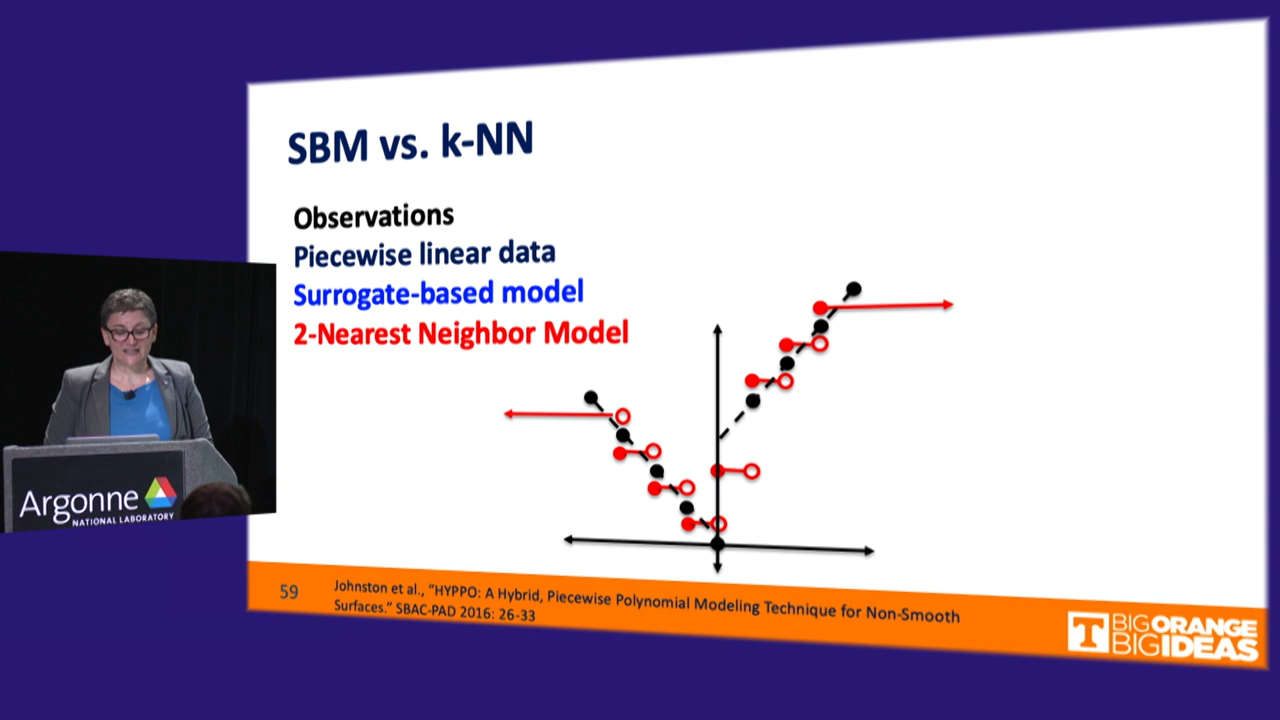 SBM vs. k-NN
Observations
Piecewise linear data
Surrogate-based model
2-Nearest Neighbor Model
Argonne
NATIONAL LABORATORY
59
Johnston et al., “HYPPO: A Hybrid, Piecewise Polynomial Modeling Technique for Non-Smooth
Surfaces.” SBAC-PAD 2016: 26-33
T
BIG ORANGE
BIG IDEAS